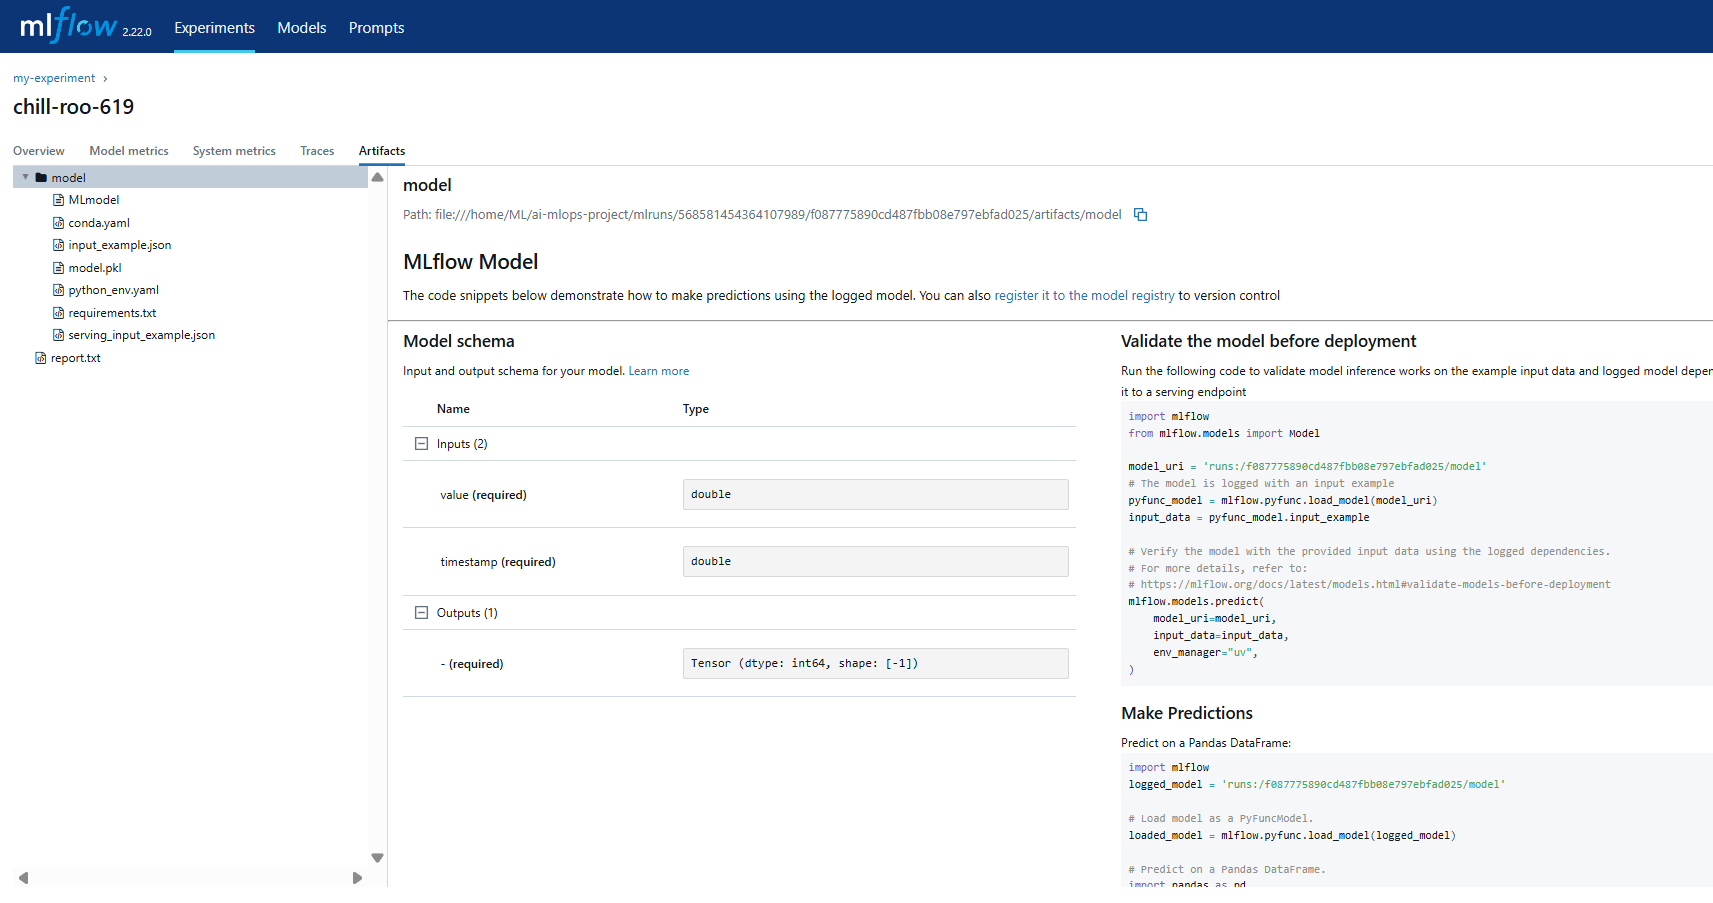 mlflow 2.22.0 Experiments Models Prompts
my-experiment ›
chill-roo-619
Overview Model metrics System metrics Traces Artifacts
model
MLmodel
conda.yaml
input_example.json
model.pkl
python_env.yaml
requirements.txt
serving_input_example.json
report.txt
model
Path: file:///home/ML/ai-mlops-project/mlruns/568581454364107989/f087775890cd487fbb08e797ebfad025/artifacts/model
MLflow Model
The code snippets below demonstrate how to make predictions using the logged model. You can also register it to the model registry to version control
Model schema
Input and output schema for your model. Learn more
Name Type
Inputs (2)
value (required) double
timestamp (required) double
Outputs (1)
- (required) Tensor (dtype: int64, shape: [-1])
Validate the model before deployment
Run the following code to validate model inference works on the example input data and logged model depen
it to a serving endpoint
import mlflow
from mlflow.models import Model
model_uri = 'runs:/f087775890cd487fbb08e797ebfad025/model'
# The model is logged with an input example
pyfunc_model = mlflow.pyfunc.load_model(model_uri)
input_data = pyfunc_model.input_example
# Verify the model with the provided input data using the logged dependencies.
# For more details, refer to:
# https://mlflow.org/docs/latest/models.html#validate-models-before-deployment
mlflow.models.predict(
    model_uri=model_uri,
    input_data=input_data,
    env_manager="uv",
)
Make Predictions
Predict on a Pandas DataFrame:
import mlflow
logged_model = 'runs:/f087775890cd487fbb08e797ebfad025/model'
# Load model as a PyFuncModel.
loaded_model = mlflow.pyfunc.load_model(logged_model)
# Predict on a Pandas DataFrame.
import pandas as pd